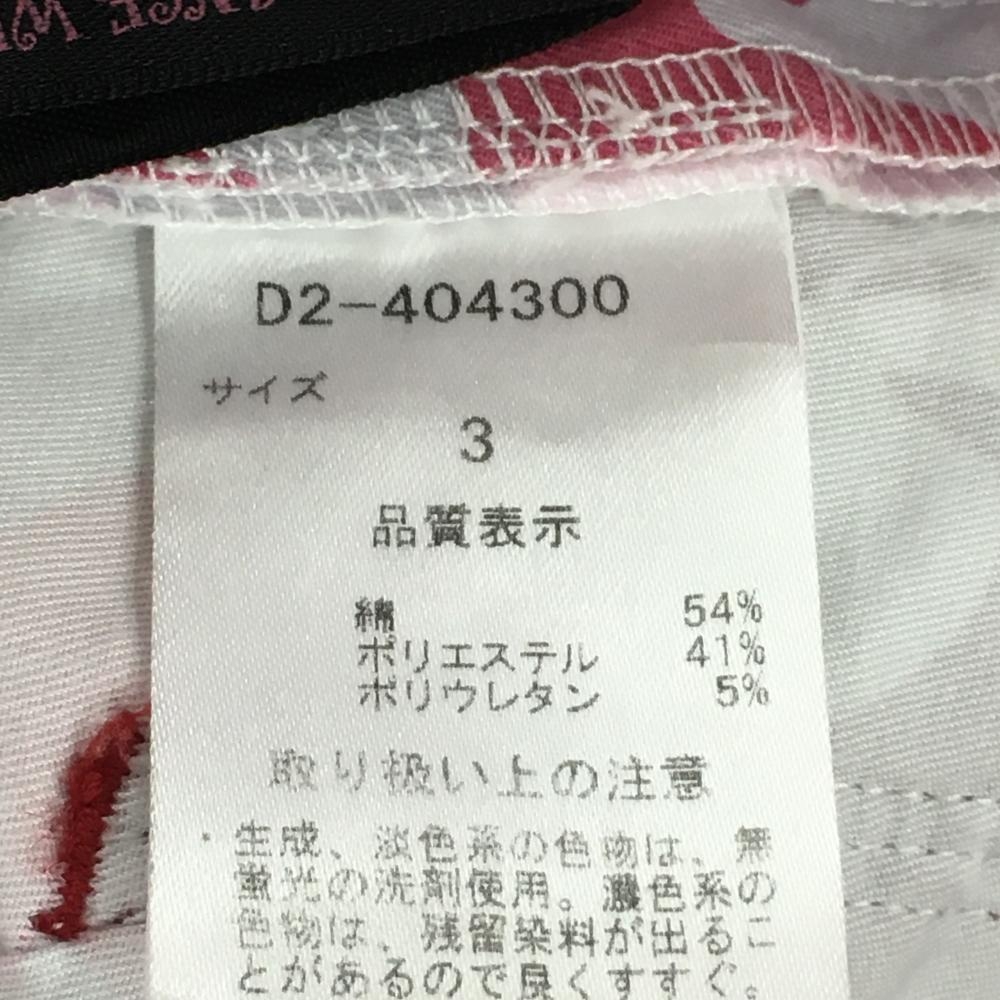 D2-404300
サイズ
3
品質表示
綿 54%
ポリエステル 41%
ポリウレタン 5%
取り扱い上の注意
・生成、淡色系の色物は、無
蛍光の洗剤使用。濃色系の
色物は、残留染料が出るこ
とがあるので良くすすぐ。